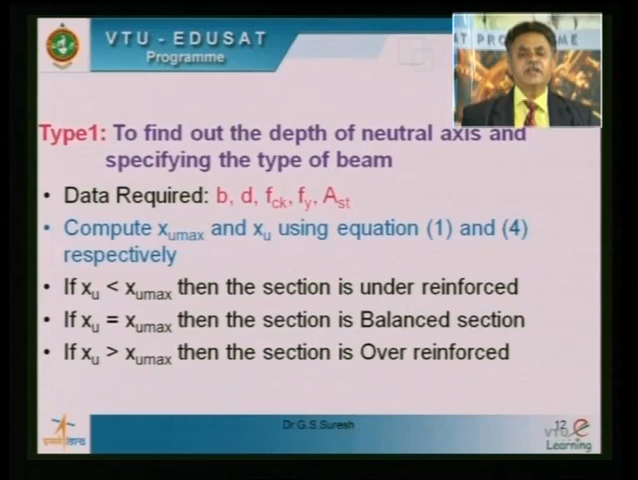 VTU - EDUSAT
Programme
AT PRO ME
Type1: To find out the depth of neutral axis and
specifying the type of beam
• Data Required: b, d, fck, fy, Ast
• Compute xumax and xu using equation (1) and (4)
respectively
• If xu < xumax then the section is under reinforced
• If xu = xumax then the section is Balanced section
• If xu > xumax then the section is Over reinforced
Dr G.S.Suresh
12
VTU e
Learning